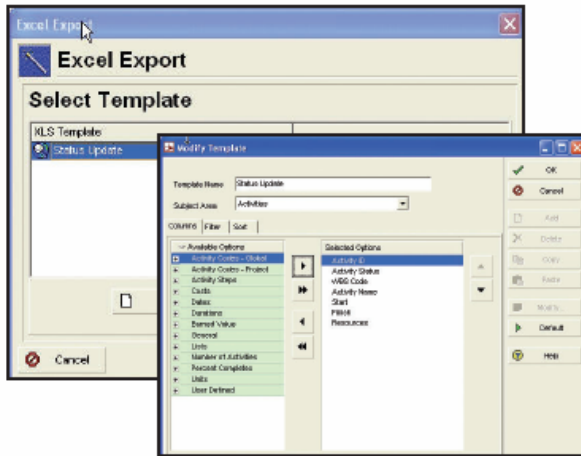 Excel Export
Excel Export
Select Template
XLS Template
Status Update
Cancel
Modify Template
Template Name
Status Update
Subject Area
Activities
Columns
Filter
Sort
Available Options
Activity Codes - Global
Activity Codes - Project
Activity Steps
Costs
Dates
Durations
Earned Value
General
Lists
Number of Activities
Percent Completes
Units
User Defined
Selected Options
Activity ID
Activity Status
WBS Code
Activity Name
Start
Finish
Resources
OK
Cancel
Add
Delete
Copy
Paste
Modify...
Default
Help